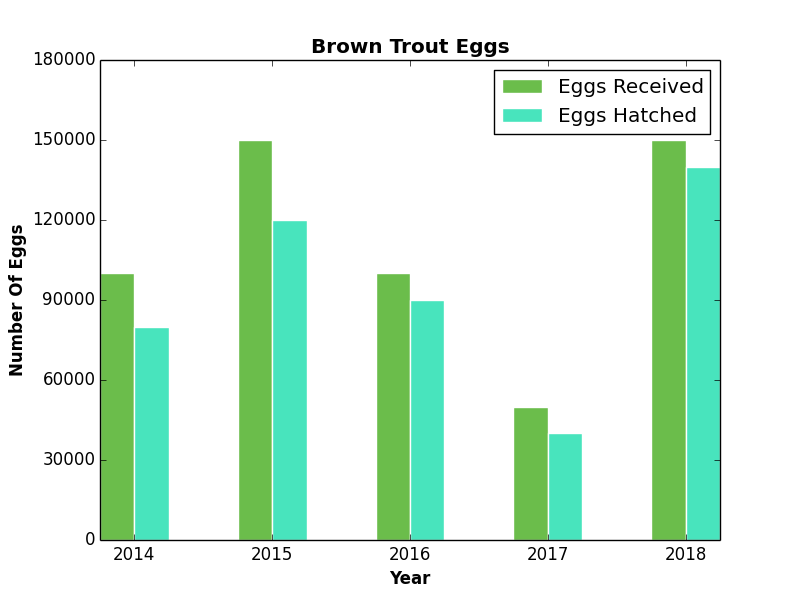 Brown Trout Eggs
180000
150000
120000
90000
60000
30000
0
Number Of Eggs
Eggs Received
Eggs Hatched
2014 2015 2016 2017 2018
Year